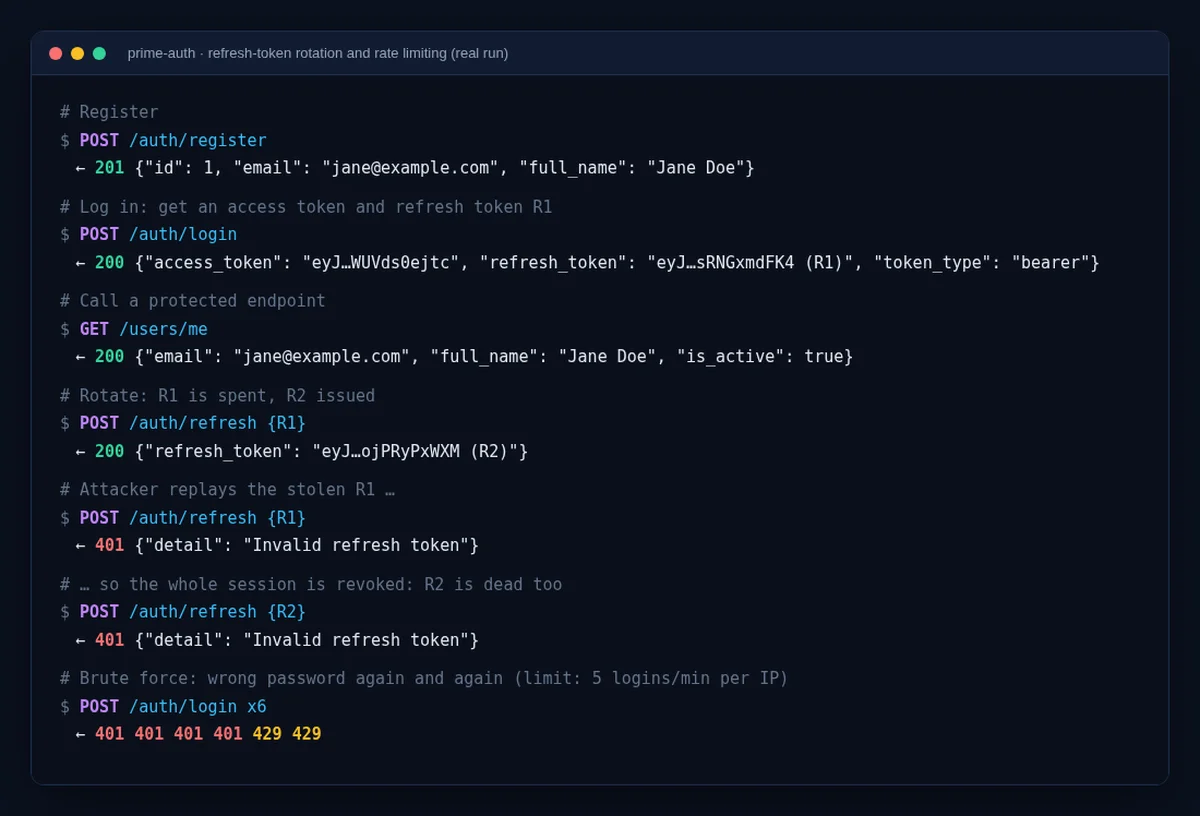 prime-auth · refresh-token rotation and rate limiting (real run)
# Register
$ POST /auth/register
← 201 {"id": 1, "email": "jane@example.com", "full_name": "Jane Doe"}
# Log in: get an access token and refresh token R1
$ POST /auth/login
← 200 {"access_token": "eyJ…WUVds0ejtc", "refresh_token": "eyJ…sRNGxmdFK4 (R1)", "token_type": "bearer"}
# Call a protected endpoint
$ GET /users/me
← 200 {"email": "jane@example.com", "full_name": "Jane Doe", "is_active": true}
# Rotate: R1 is spent, R2 issued
$ POST /auth/refresh {R1}
← 200 {"refresh_token": "eyJ…ojPRyPxWXM (R2)"}
# Attacker replays the stolen R1 …
$ POST /auth/refresh {R1}
← 401 {"detail": "Invalid refresh token"}
# … so the whole session is revoked: R2 is dead too
$ POST /auth/refresh {R2}
← 401 {"detail": "Invalid refresh token"}
# Brute force: wrong password again and again (limit: 5 logins/min per IP)
$ POST /auth/login x6
← 401 401 401 401 429 429